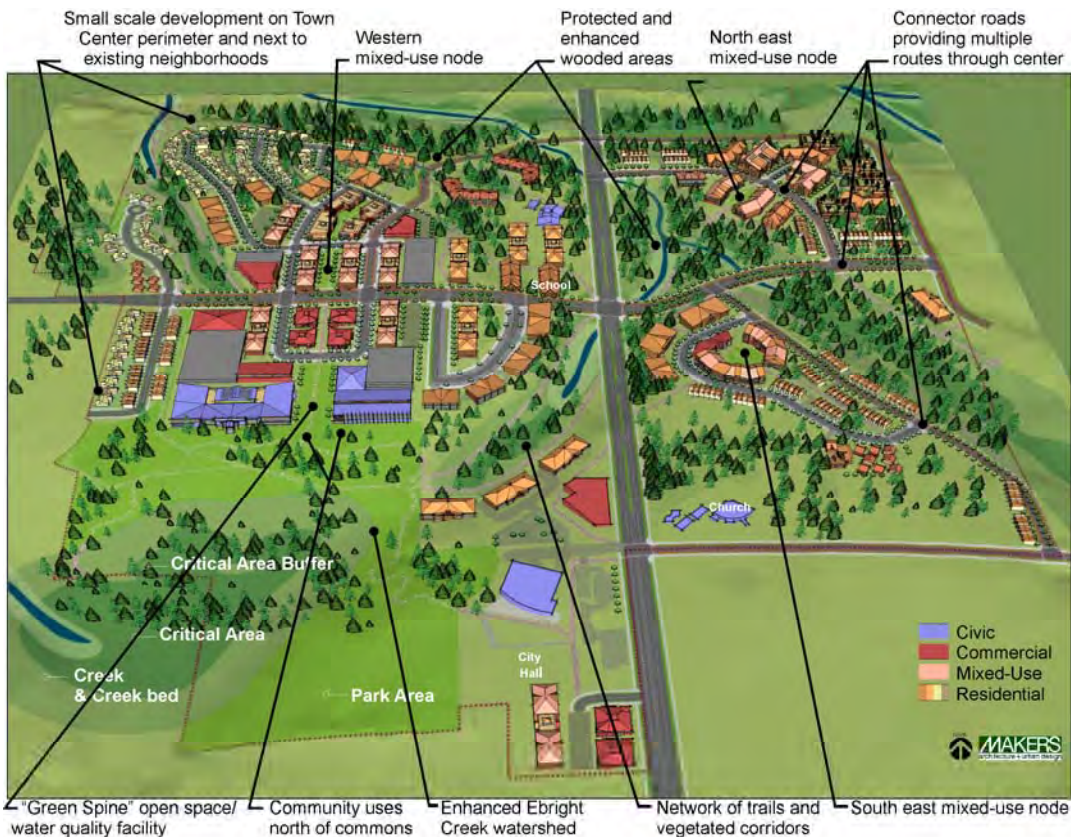 Small scale development on Town
Center perimeter and next to
existing neighborhoods
Western
mixed-use node
Protected and
enhanced
wooded areas
North east
mixed-use node
Connector roads
providing multiple
routes through center
School
Church
Critical Area Buffer
Critical Area
Creek
& Creek bed
Park Area
City
Hall
Civic
Commercial
Mixed-Use
Residential
MAKERS
architecture + urban design
"Green Spine" open space/
water quality facility
Community uses
north of commons
Enhanced Ebright
Creek watershed
Network of trails and
vegetated corridors
South east mixed-use node